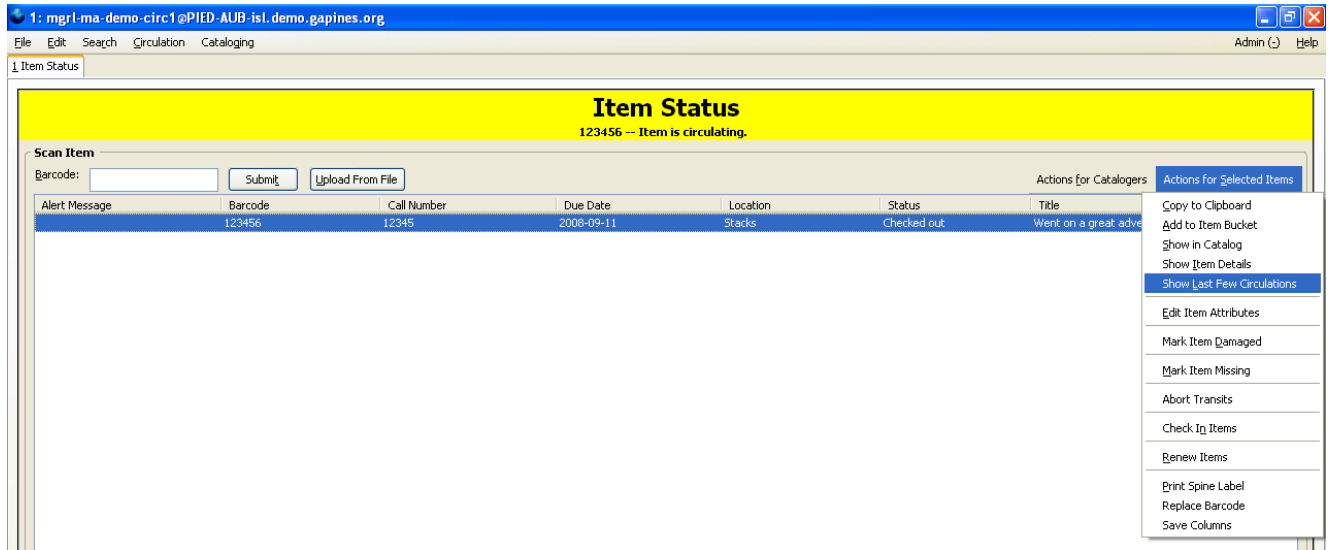 1: mgrl-ma-demo-circ1@PIED-AUB-isl.demo.gapines.org
File Edit Search Circulation Cataloging Admin (-) Help
1 Item Status
Item Status
123456 -- Item is circulating.
Scan Item
Barcode: Submit Upload From File Actions for Catalogers Actions for Selected Items
Alert Message Barcode Call Number Due Date Location Status Title
123456 12345 2008-09-11 Stacks Checked out Went on a great adve
Copy to Clipboard
Add to Item Bucket
Show in Catalog
Show Item Details
Show Last Few Circulations
Edit Item Attributes
Mark Item Damaged
Mark Item Missing
Abort Transits
Check In Items
Renew Items
Print Spine Label
Replace Barcode
Save Columns